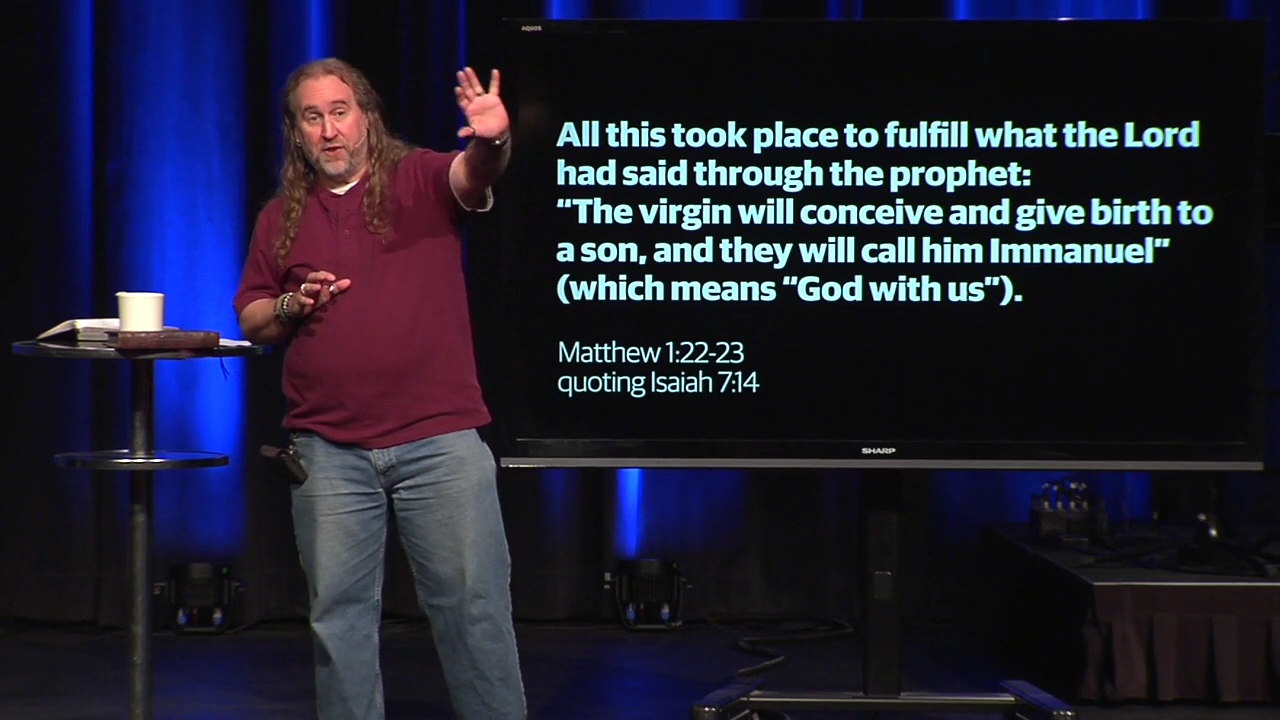 AQUOS
All this took place to fulfill what the Lord
had said through the prophet:
“The virgin will conceive and give birth to
a son, and they will call him Immanuel”
(which means “God with us”).
Matthew 1:22-23
quoting Isaiah 7:14
SHARP